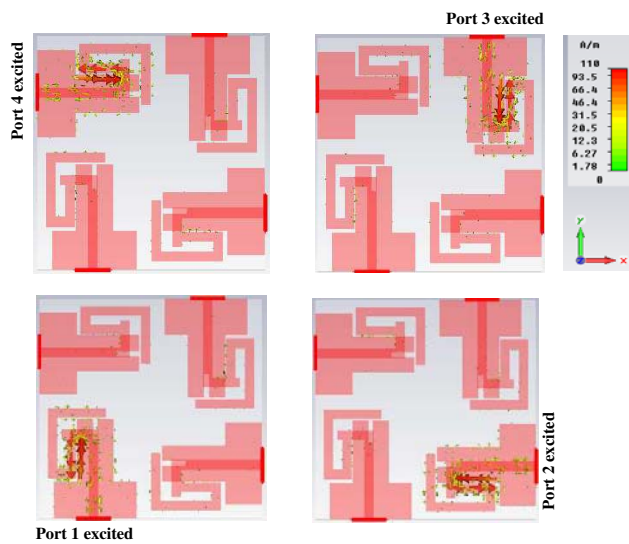 Port 3 excited
Port 4 excited
A/m
110
93.5
66.4
44.4
31.5
20.5
12.3
6.27
1.78
0
y
z
x
Port 2 excited
Port 1 excited